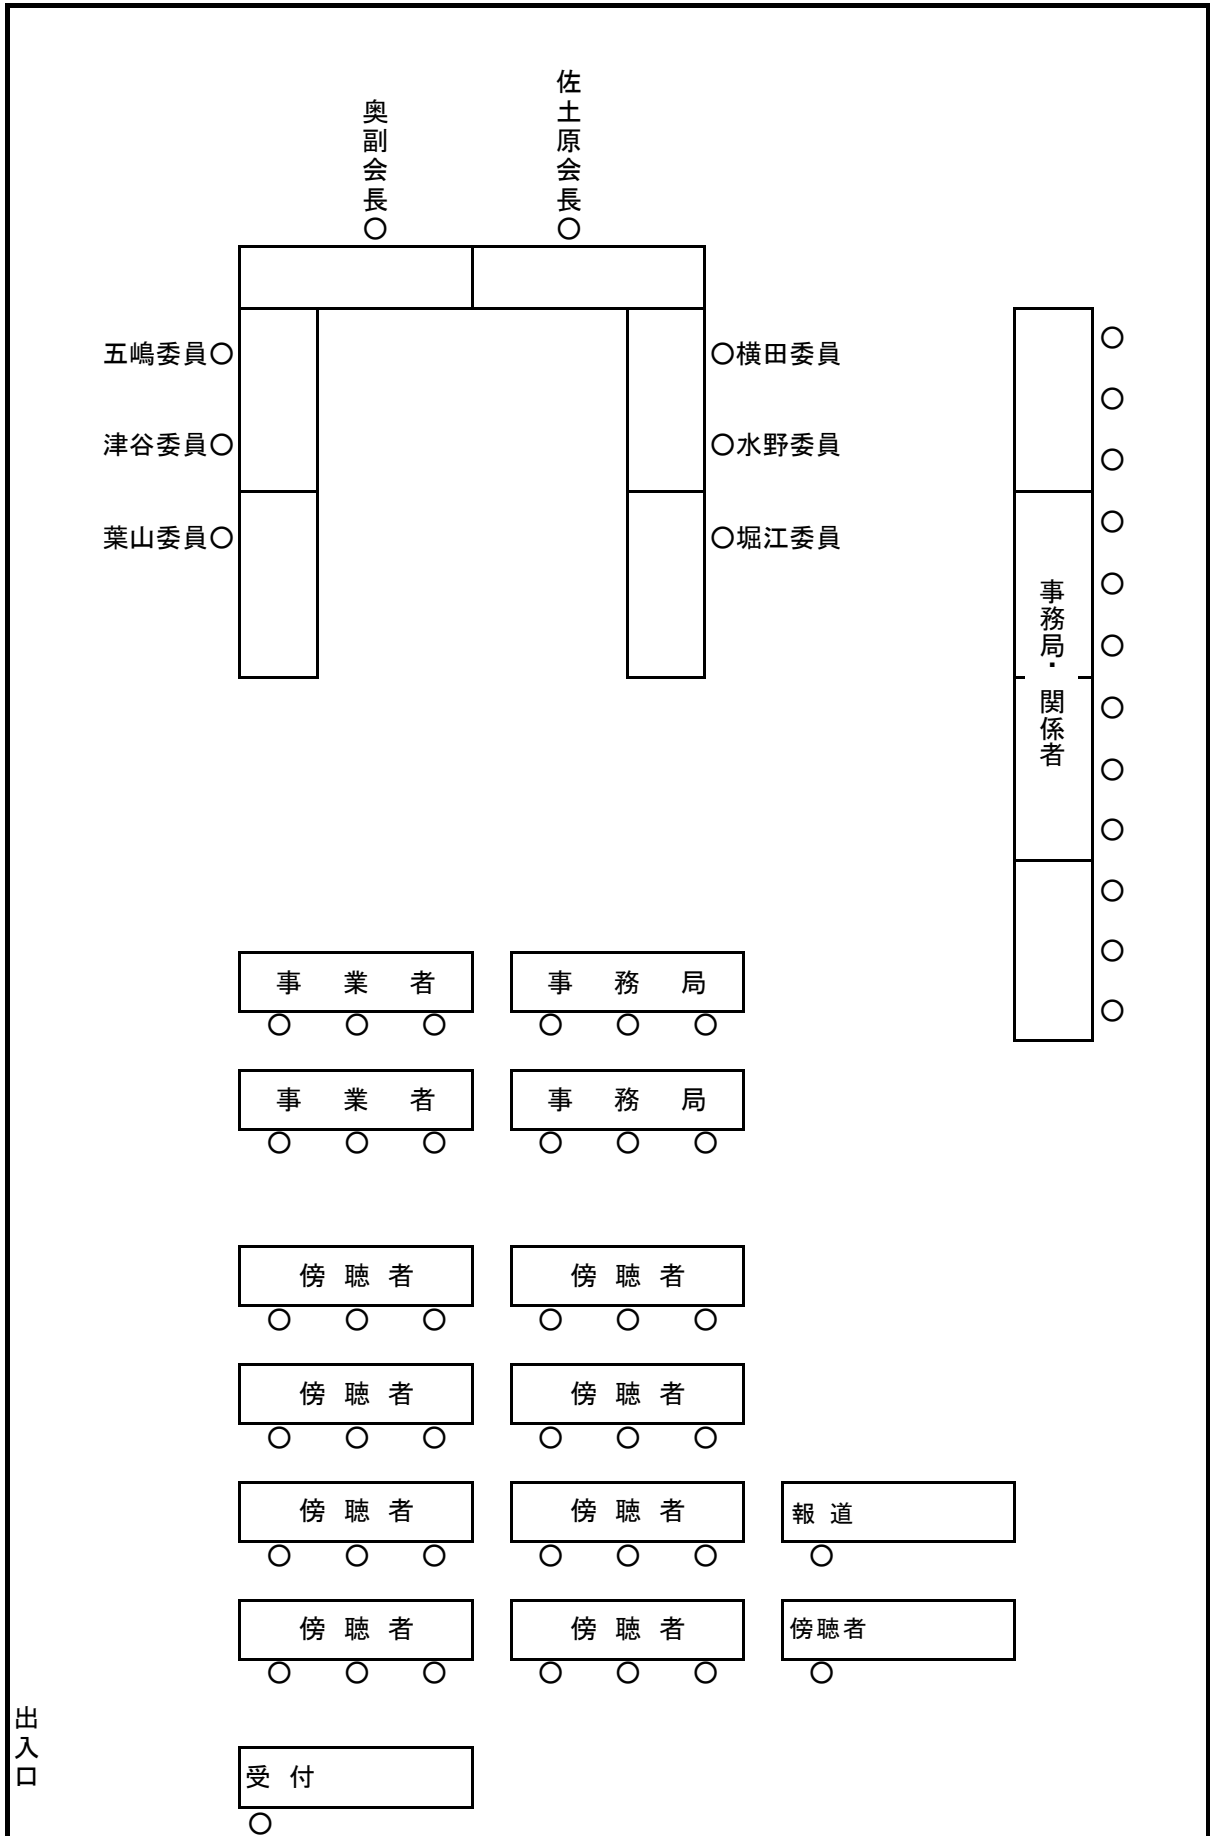 佐土原会長○
奥副会長○
五嶋委員○
○横田委員
津谷委員○
○水野委員
葉山委員○
○堀江委員
事務局・関係者
○
○
○
○
○
○
○
○
○
○
○
○
事業者
○ ○ ○
事務局
○ ○ ○
事業者
○ ○ ○
事務局
○ ○ ○
傍聴者
○ ○ ○
傍聴者
○ ○ ○
傍聴者
○ ○ ○
傍聴者
○ ○ ○
傍聴者
○ ○ ○
傍聴者
○ ○ ○
報道
○
傍聴者
○ ○ ○
傍聴者
○ ○ ○
傍聴者
○
出入口
受付
○